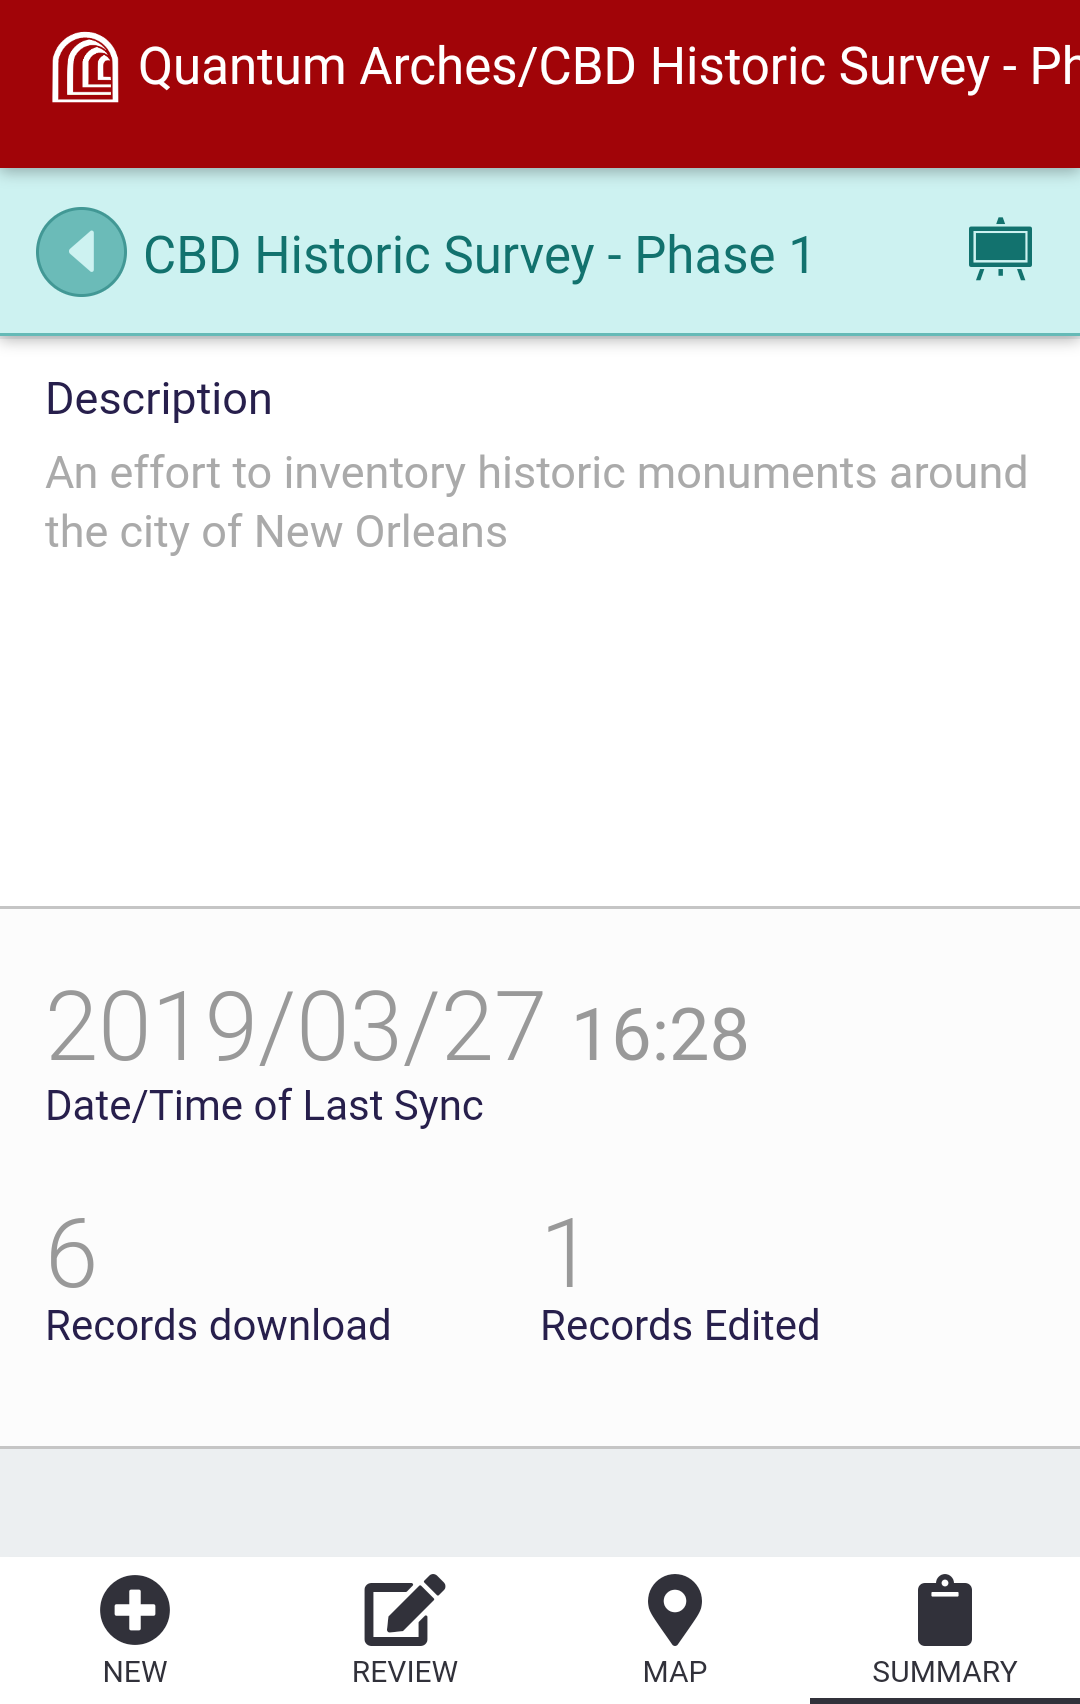 Quantum Arches/CBD Historic Survey - Ph
CBD Historic Survey - Phase 1
Description
An effort to inventory historic monuments around
the city of New Orleans
2019/03/27 16:28
Date/Time of Last Sync
6 1
Records download Records Edited
NEW REVIEW MAP SUMMARY